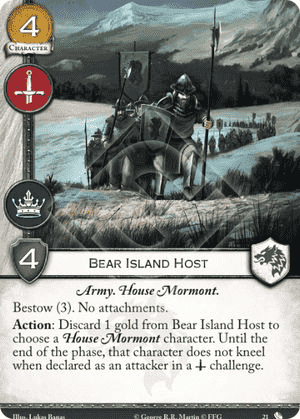 4
CHARACTER
4
BEAR ISLAND HOST
Army. House Mormont.
Bestow (3). No attachments.
Action: Discard 1 gold from Bear Island Host to
choose a House Mormont character. Until the
end of the phase, that character does not kneel
when declared as an attacker in a challenge.
Illus. Lukas Banas © George R.R. Martin © FFG 21